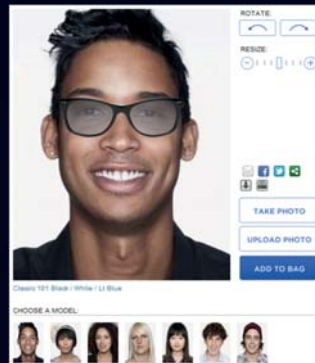 ROTATE:
RESIZE:
TAKE PHOTO
UPLOAD PHOTO
ADD TO BAG
Classic 101 Black / White / Lt Blue
CHOOSE A MODEL: